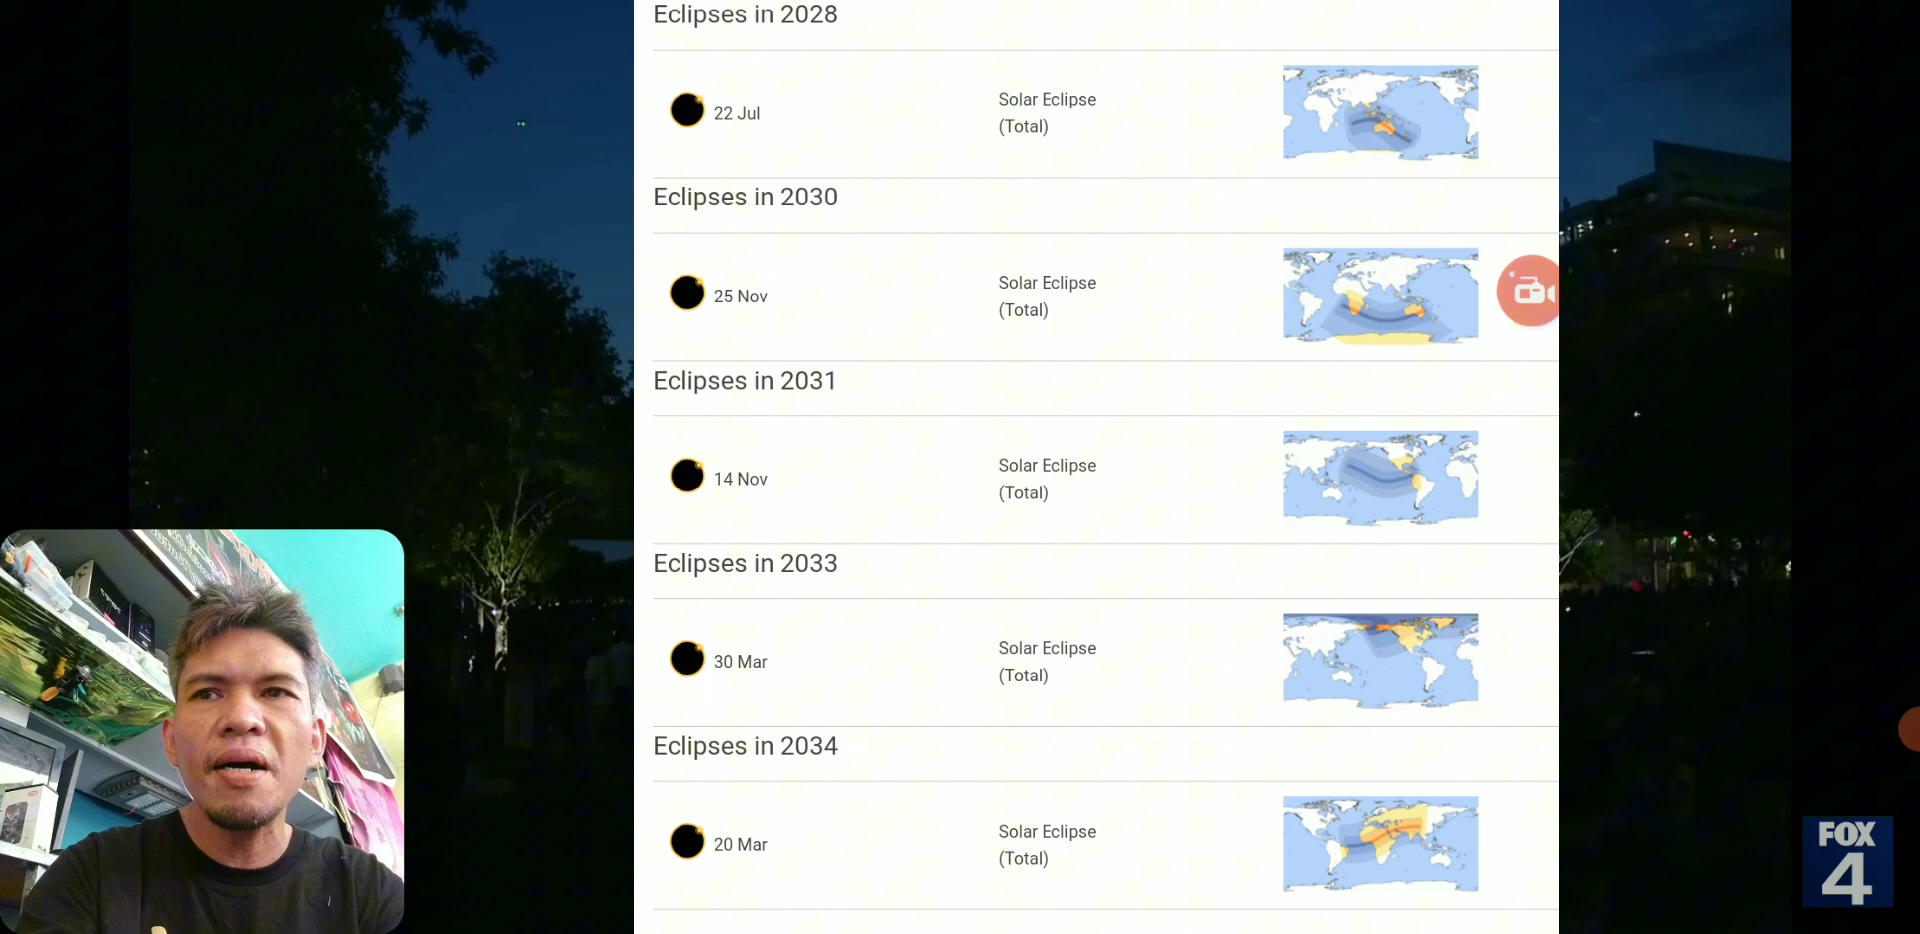 Eclipses in 2028
22 Jul
Solar Eclipse
(Total)
Eclipses in 2030
25 Nov
Solar Eclipse
(Total)
Eclipses in 2031
14 Nov
Solar Eclipse
(Total)
Eclipses in 2033
30 Mar
Solar Eclipse
(Total)
Eclipses in 2034
20 Mar
Solar Eclipse
(Total)
FOX
4